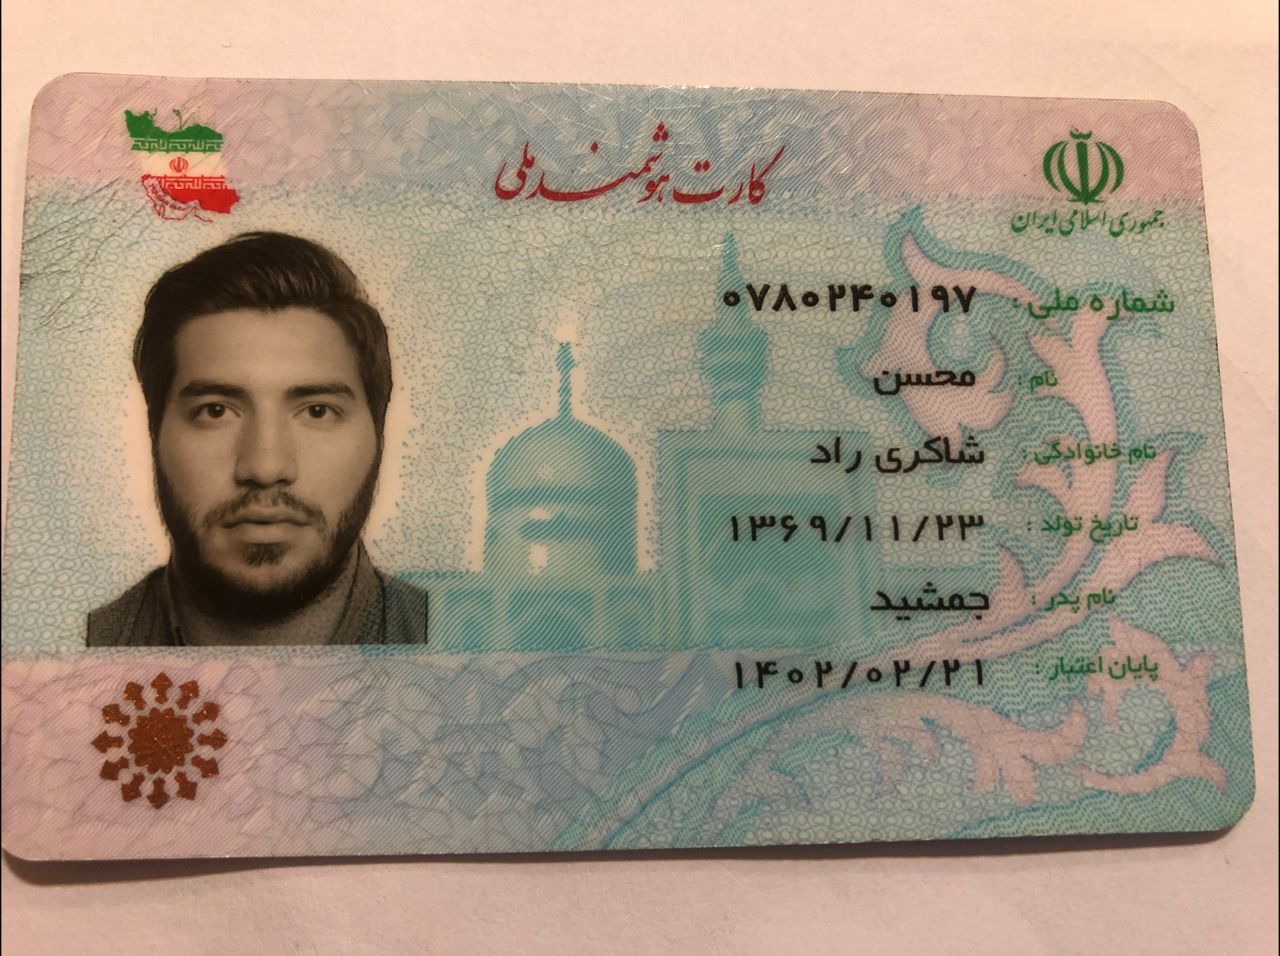 کارت هوشمند ملی
جمهوری اسلامی ایران
شماره ملی : ۰۷۸۰۲۴۰۱۹۷
نام : محسن
نام خانوادگی : شاکری راد
تاریخ تولد : ۱۳۶۹/۱۱/۲۳
نام پدر : جمشید
پایان اعتبار : ۱۴۰۲/۰۲/۲۱